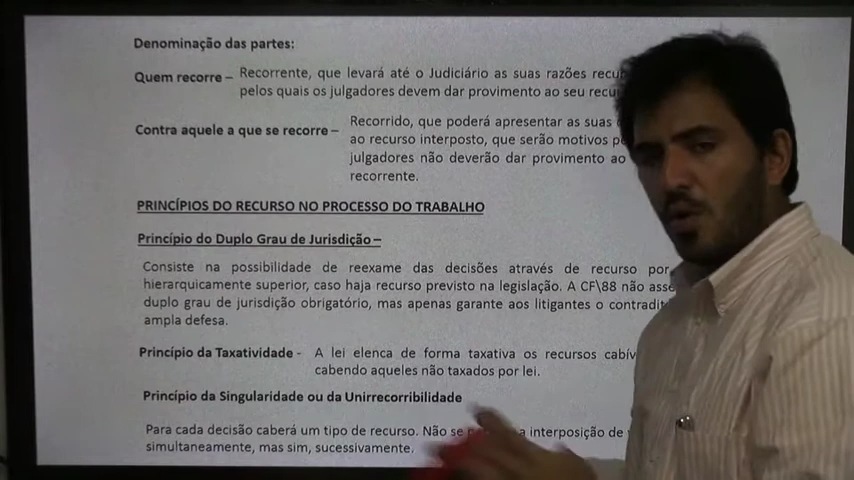 Denominação das partes:
Quem recorre – Recorrente, que levará até o Judiciário as suas razões
pelos quais os julgadores devem dar provimento ao seu
Contra aquele a que se recorre – Recorrido, que poderá apresentar as suas
ao recurso interposto, que serão motivos
julgadores não deverão dar provimento ao
recorrente.
PRINCÍPIOS DO RECURSO NO PROCESSO DO TRABALHO
Princípio do Duplo Grau de Jurisdição –
Consiste na possibilidade de reexame das decisões através de recurso por
hierarquicamente superior, caso haja recurso previsto na legislação. A CF\88 não
duplo grau de jurisdição obrigatório, mas apenas garante aos litigantes o
ampla defesa.
Princípio da Taxatividade - A lei elenca de forma taxativa os recursos
cabendo aqueles não taxados por lei.
Princípio da Singularidade ou da Unirrecorribilidade
Para cada decisão caberá um tipo de recurso. Não se a interposição de
simultaneamente, mas sim, sucessivamente.